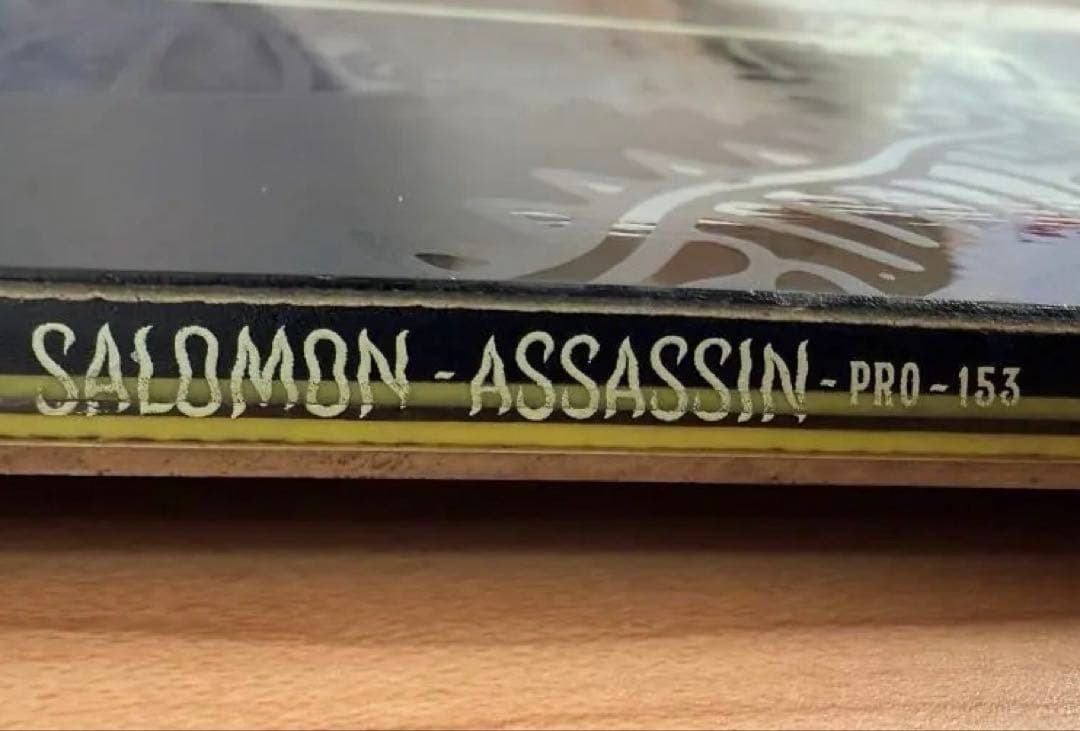 SALOMON - ASSASSIN - PRO - 153